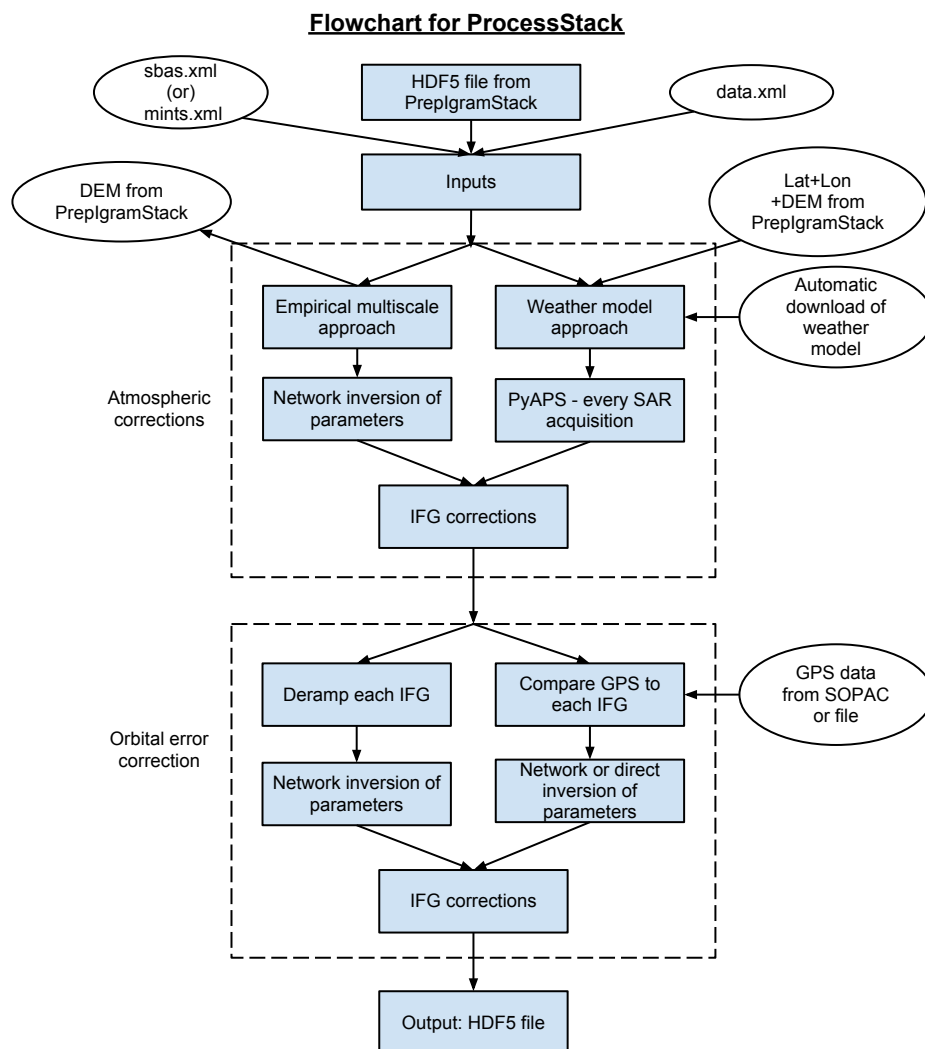 Flowchart for ProcessStack
sbas.xml
(or)
mints.xml
HDF5 file from
PrepIgramStack
data.xml
Inputs
DEM from
PrepIgramStack
Lat+Lon
+DEM from
PrepIgramStack
Empirical multiscale
approach
Weather model
approach
Automatic
download of
weather
model
Atmospheric
corrections
Network inversion of
parameters
PyAPS - every SAR
acquisition
IFG corrections
Deramp each IFG
Compare GPS to
each IFG
GPS data
from SOPAC
or file
Orbital error
correction
Network inversion of
parameters
Network or direct
inversion of
parameters
IFG corrections
Output: HDF5 file